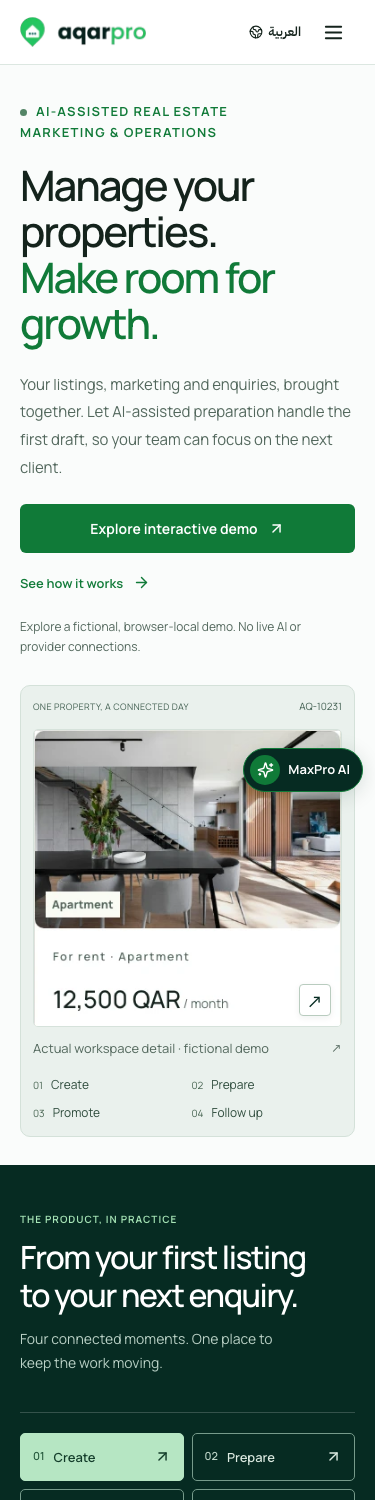 aqarpro
العربية
AI-ASSISTED REAL ESTATE
MARKETING & OPERATIONS
Manage your
properties.
Make room for
growth.
Your listings, marketing and enquiries, brought
together. Let AI-assisted preparation handle the
first draft, so your team can focus on the next
client.
Explore interactive demo
See how it works
Explore a fictional, browser-local demo. No live AI or
provider connections.
ONE PROPERTY, A CONNECTED DAY
AQ-10231
MaxPro AI
Apartment
For rent · Apartment
12,500 QAR / month
Actual workspace detail · fictional demo
01 Create
02 Prepare
03 Promote
04 Follow up
THE PRODUCT, IN PRACTICE
From your first listing
to your next enquiry.
Four connected moments. One place to
keep the work moving.
01 Create
02 Prepare